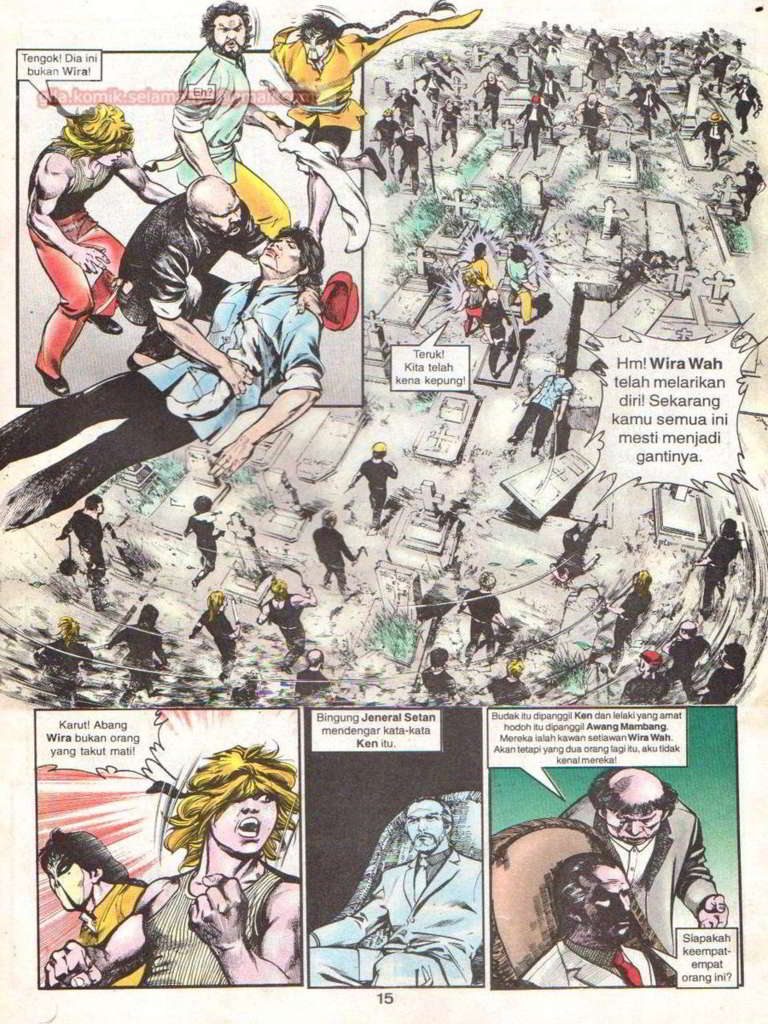 Tengok! Dia ini
bukan Wira!
Eh?
Teruk!
Kita telah
kena kepung!
Hm! Wira Wah
telah melarikan
diri! Sekarang
kamu semua ini
mesti menjadi
gantinya.
Karut! Abang
Wira bukan orang
yang takut mati!
Bingung Jeneral Setan
mendengar kata-kata
Ken itu.
Budak itu dipanggil Ken dan lelaki yang amat
hodoh itu dipanggil Awang Mambang.
Mereka ialah kawan setiawan Wira Wah.
Akan tetapi yang dua orang lagi itu, aku tidak
kenal mereka!
Siapakah
keempat-
empat
orang ini?
15